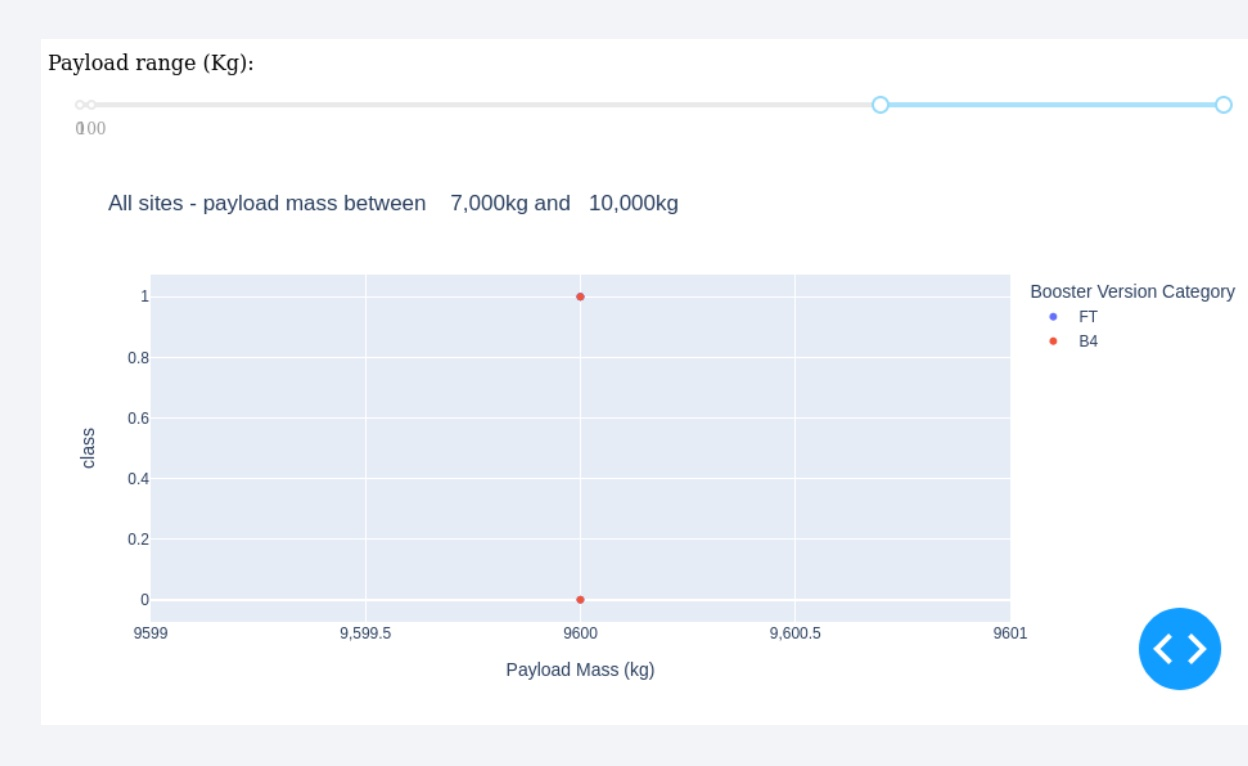 Payload range (Kg):
0 100
All sites - payload mass between 7,000kg and 10,000kg
Booster Version Category
FT
B4
1
0.8
0.6
0.4
0.2
0
class
9599 9,599.5 9600 9,600.5 9601
Payload Mass (kg)